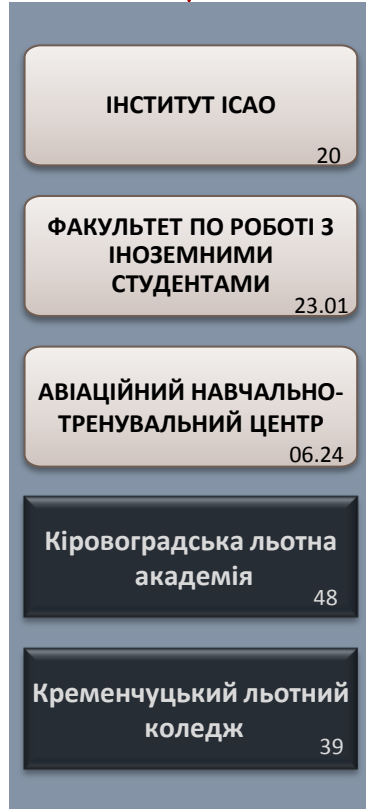 ІНСТИТУТ ІСАО
20
ФАКУЛЬТЕТ ПО РОБОТІ З
ІНОЗЕМНИМИ
СТУДЕНТАМИ
23.01
АВІАЦІЙНИЙ НАВЧАЛЬНО-
ТРЕНУВАЛЬНИЙ ЦЕНТР
06.24
Кіровоградська льотна
академія
48
Кременчуцький льотний
коледж
39